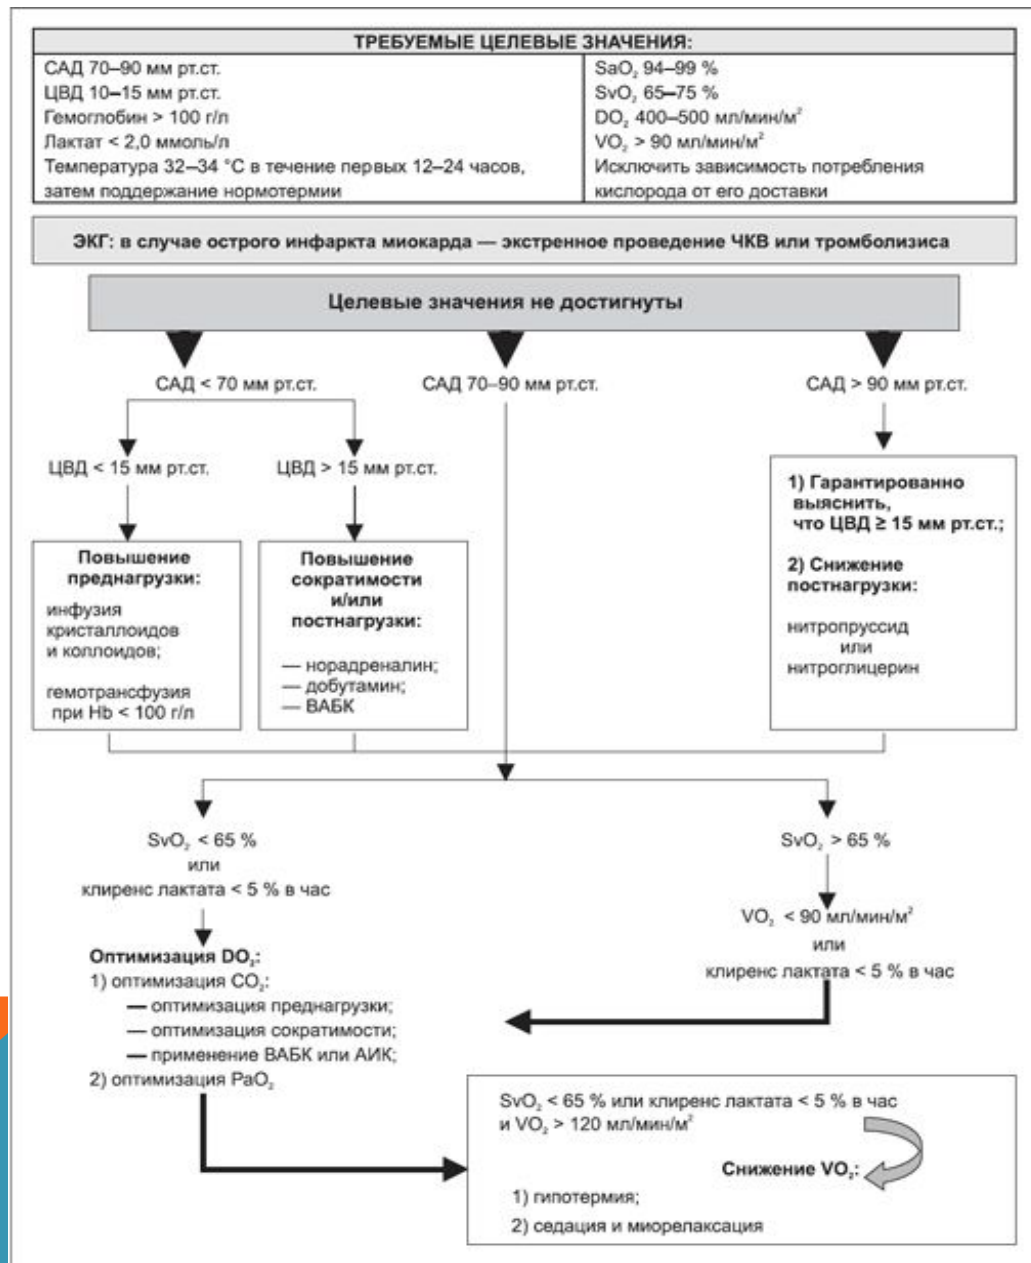 ТРЕБУЕМЫЕ ЦЕЛЕВЫЕ ЗНАЧЕНИЯ:
САД 70–90 мм рт.ст.
ЦВД 10–15 мм рт.ст.
Гемоглобин > 100 г/л
Лактат < 2,0 ммоль/л
Температура 32–34 °С в течение первых 12–24 часов,
затем поддержание нормотермии
SaO₂ 94–99 %
SvO₂ 65–75 %
DO₂ 400–500 мл/мин/м²
VO₂ > 90 мл/мин/м²
Исключить зависимость потребления
кислорода от его доставки
ЭКГ: в случае острого инфаркта миокарда — экстренное проведение ЧКВ или тромболизиса
Целевые значения не достигнуты
САД < 70 мм рт.ст.
САД 70–90 мм рт.ст.
САД > 90 мм рт.ст.
ЦВД < 15 мм рт.ст.
ЦВД > 15 мм рт.ст.
Повышение
преднагрузки:
инфузия
кристаллоидов
и коллоидов;
гемотрансфузия
при Hb < 100 г/л
Повышение
сократимости
и/или
постнагрузки:
— норадреналин;
— добутамин;
— ВАБК
1) Гарантированно
выяснить,
что ЦВД ≥ 15 мм рт.ст.;
2) Снижение
постнагрузки:
нитропруссид
или
нитроглицерин
SvO₂ < 65 %
или
клиренс лактата < 5 % в час
SvO₂ > 65 %
VO₂ < 90 мл/мин/м²
или
клиренс лактата < 5 % в час
Оптимизация DO₂:
1) оптимизация CO₂:
— оптимизация преднагрузки;
— оптимизация сократимости;
— применение ВАБК или АИК;
2) оптимизация PaO₂
SvO₂ < 65 % или клиренс лактата < 5 % в час
и VO₂ > 120 мл/мин/м²
Снижение VO₂:
1) гипотермия;
2) седация и миорелаксация